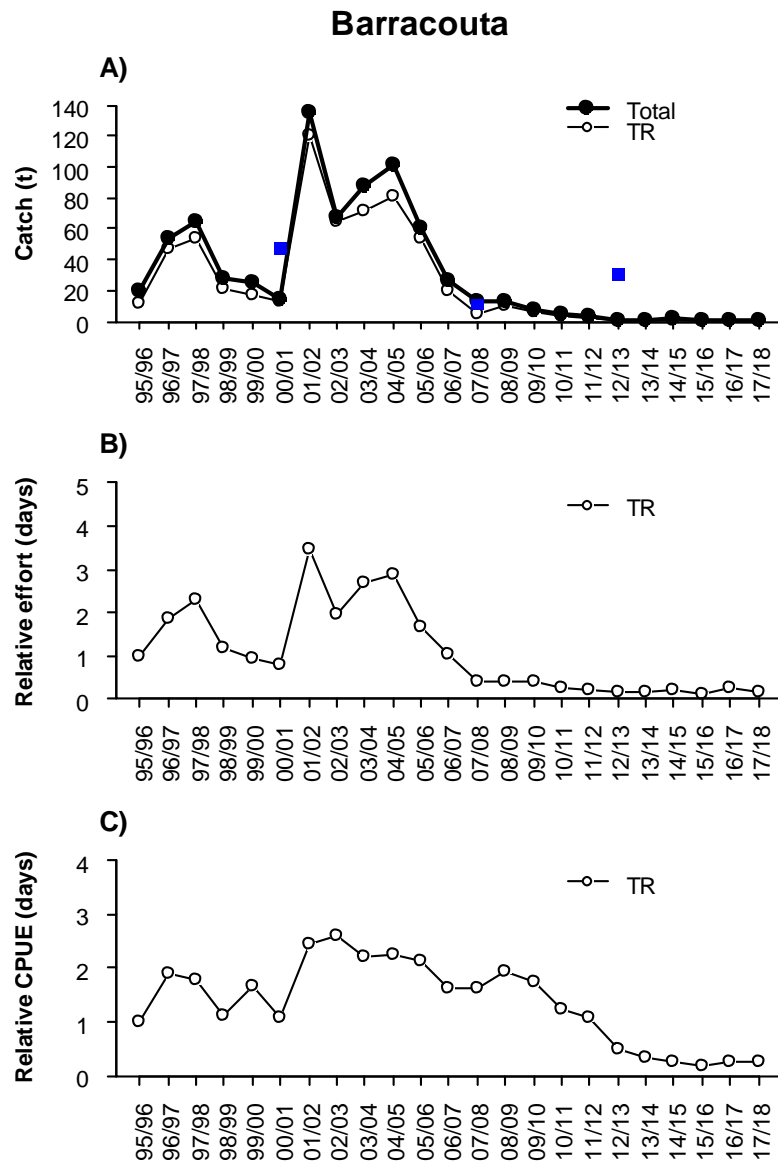 Barracouta
A)
Catch (t)
140
120
100
80
60
40
20
0
Total
TR
95/96 96/97 97/98 98/99 99/00 00/01 01/02 02/03 03/04 04/05 05/06 06/07 07/08 08/09 09/10 10/11 11/12 12/13 13/14 14/15 15/16 16/17 17/18
B)
Relative effort (days)
5
4
3
2
1
0
TR
95/96 96/97 97/98 98/99 99/00 00/01 01/02 02/03 03/04 04/05 05/06 06/07 07/08 08/09 09/10 10/11 11/12 12/13 13/14 14/15 15/16 16/17 17/18
C)
Relative CPUE (days)
4
3
2
1
0
TR
95/96 96/97 97/98 98/99 99/00 00/01 01/02 02/03 03/04 04/05 05/06 06/07 07/08 08/09 09/10 10/11 11/12 12/13 13/14 14/15 15/16 16/17 17/18